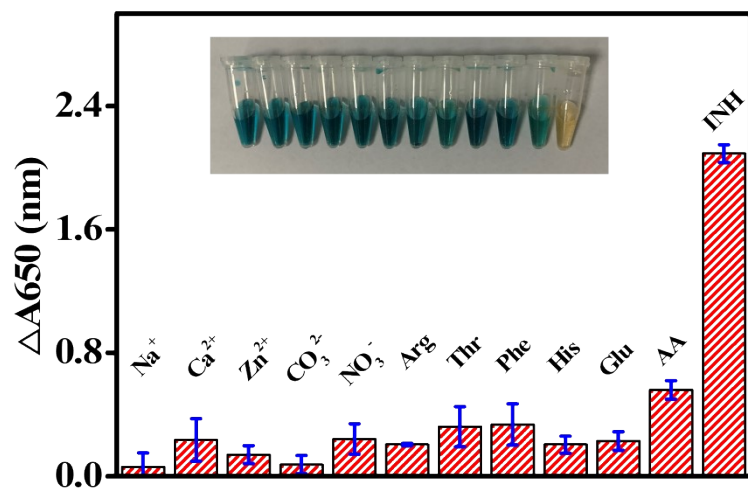 △A650 (nm)
2.4
1.6
0.8
0.0
Na⁺
Ca²⁺
Zn²⁺
CO₃²⁻
NO₃⁻
Arg
Thr
Phe
His
Glu
AA
INH